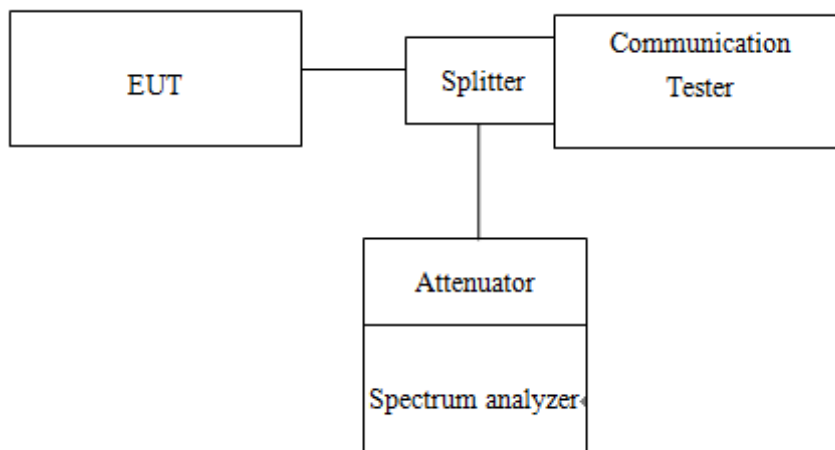 EUT
Splitter
Communication
Tester
Attenuator
Spectrum analyzer